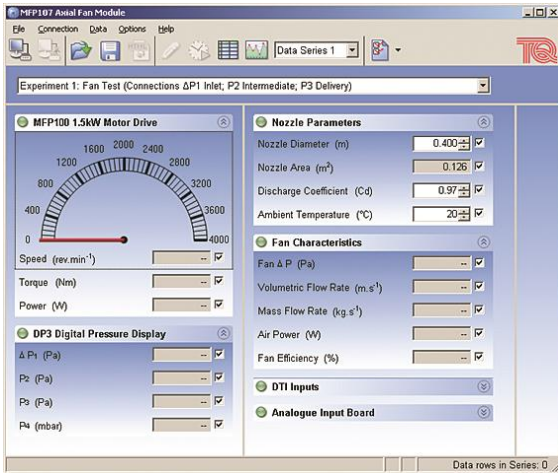 MFP107 Axial Fan Module
File Connection Data Options Help
Data Series 1
TQ
Experiment 1: Fan Test (Connections ΔP1 Inlet; P2 Intermediate; P3 Delivery)
MFP100 1.5kW Motor Drive
0 400 800 1200 1600 2000 2400 2800 3200 3600 4000
Speed (rev.min⁻¹) --
Torque (Nm) --
Power (W) --
DP3 Digital Pressure Display
Δ P1 (Pa) --
P2 (Pa) --
P3 (Pa) --
P4 (mbar) --
Nozzle Parameters
Nozzle Diameter (m) 0.400
Nozzle Area (m²) 0.126
Discharge Coefficient (Cd) 0.97
Ambient Temperature (°C) 20
Fan Characteristics
Fan Δ P (Pa) --
Volumetric Flow Rate (m.s⁻¹) --
Mass Flow Rate (kg.s⁻¹) --
Air Power (W) --
Fan Efficiency (%) --
DTI Inputs
Analogue Input Board
Data rows in Series: 0